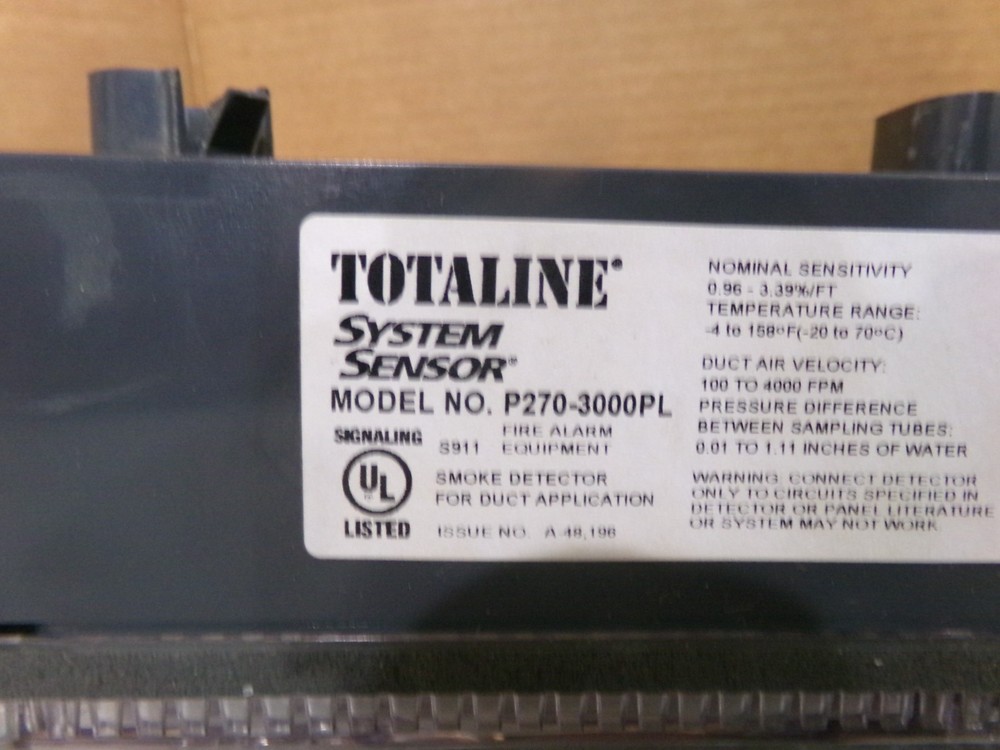 TOTALINE®
SYSTEM
SENSOR®
MODEL NO. P270-3000PL
SIGNALING
UL
LISTED
S911
FIRE ALARM
EQUIPMENT
SMOKE DETECTOR
FOR DUCT APPLICATION
ISSUE NO. A 48,196
NOMINAL SENSITIVITY
0.96 - 3.39%/FT
TEMPERATURE RANGE:
-4 to 158°F(-20 to 70°C)
DUCT AIR VELOCITY:
100 TO 4000 FPM
PRESSURE DIFFERENCE
BETWEEN SAMPLING TUBES:
0.01 TO 1.11 INCHES OF WATER
WARNING: CONNECT DETECTOR
ONLY TO CIRCUITS SPECIFIED IN
DETECTOR OR PANEL LITERATURE
OR SYSTEM MAY NOT WORK.